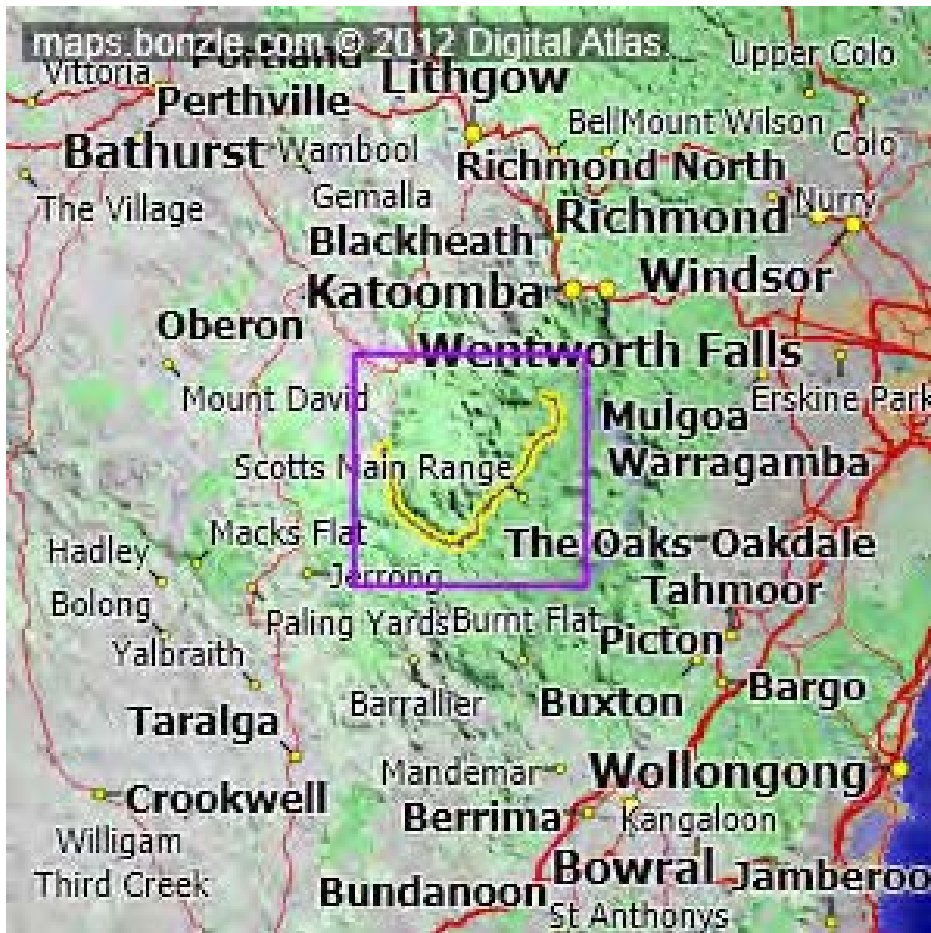 maps.bonzle.com © 2012 Digital Atlas
Portland
Upper Colo
Vittoria
Lithgow
Perthville
Bell Mount Wilson
Colo
Bathurst
Wambool
Richmond North
Gemalla
Nurry
The Village
Richmond
Blackheath
Katoomba
Windsor
Oberon
Wentworth Falls
Mount David
Erskine Park
Mulgoa
Scotts Main Range
Warragamba
Macks Flat
The Oaks
Oakdale
Hadley
Jerrong
Tahmoor
Bolong
Paling Yards
Burnt Flat
Picton
Yalbraith
Bargo
Barrallier
Buxton
Taralga
Mandemar
Wollongong
Crookwell
Berrima
Kangaloon
Willigam
Bowral
Jamberoo
Third Creek
Bundanoon
St Anthonys